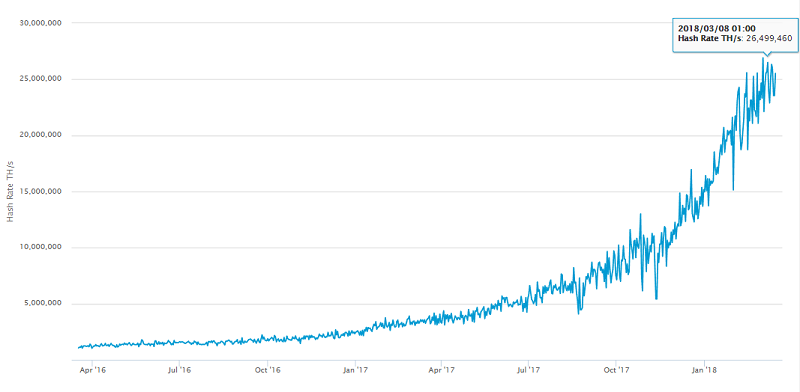 30,000,000
2018/03/08 01:00
Hash Rate TH/s: 26,499,460
25,000,000
20,000,000
15,000,000
10,000,000
5,000,000
Hash Rate TH/s
Apr '16 Jul '16 Oct '16 Jan '17 Apr '17 Jul '17 Oct '17 Jan '18